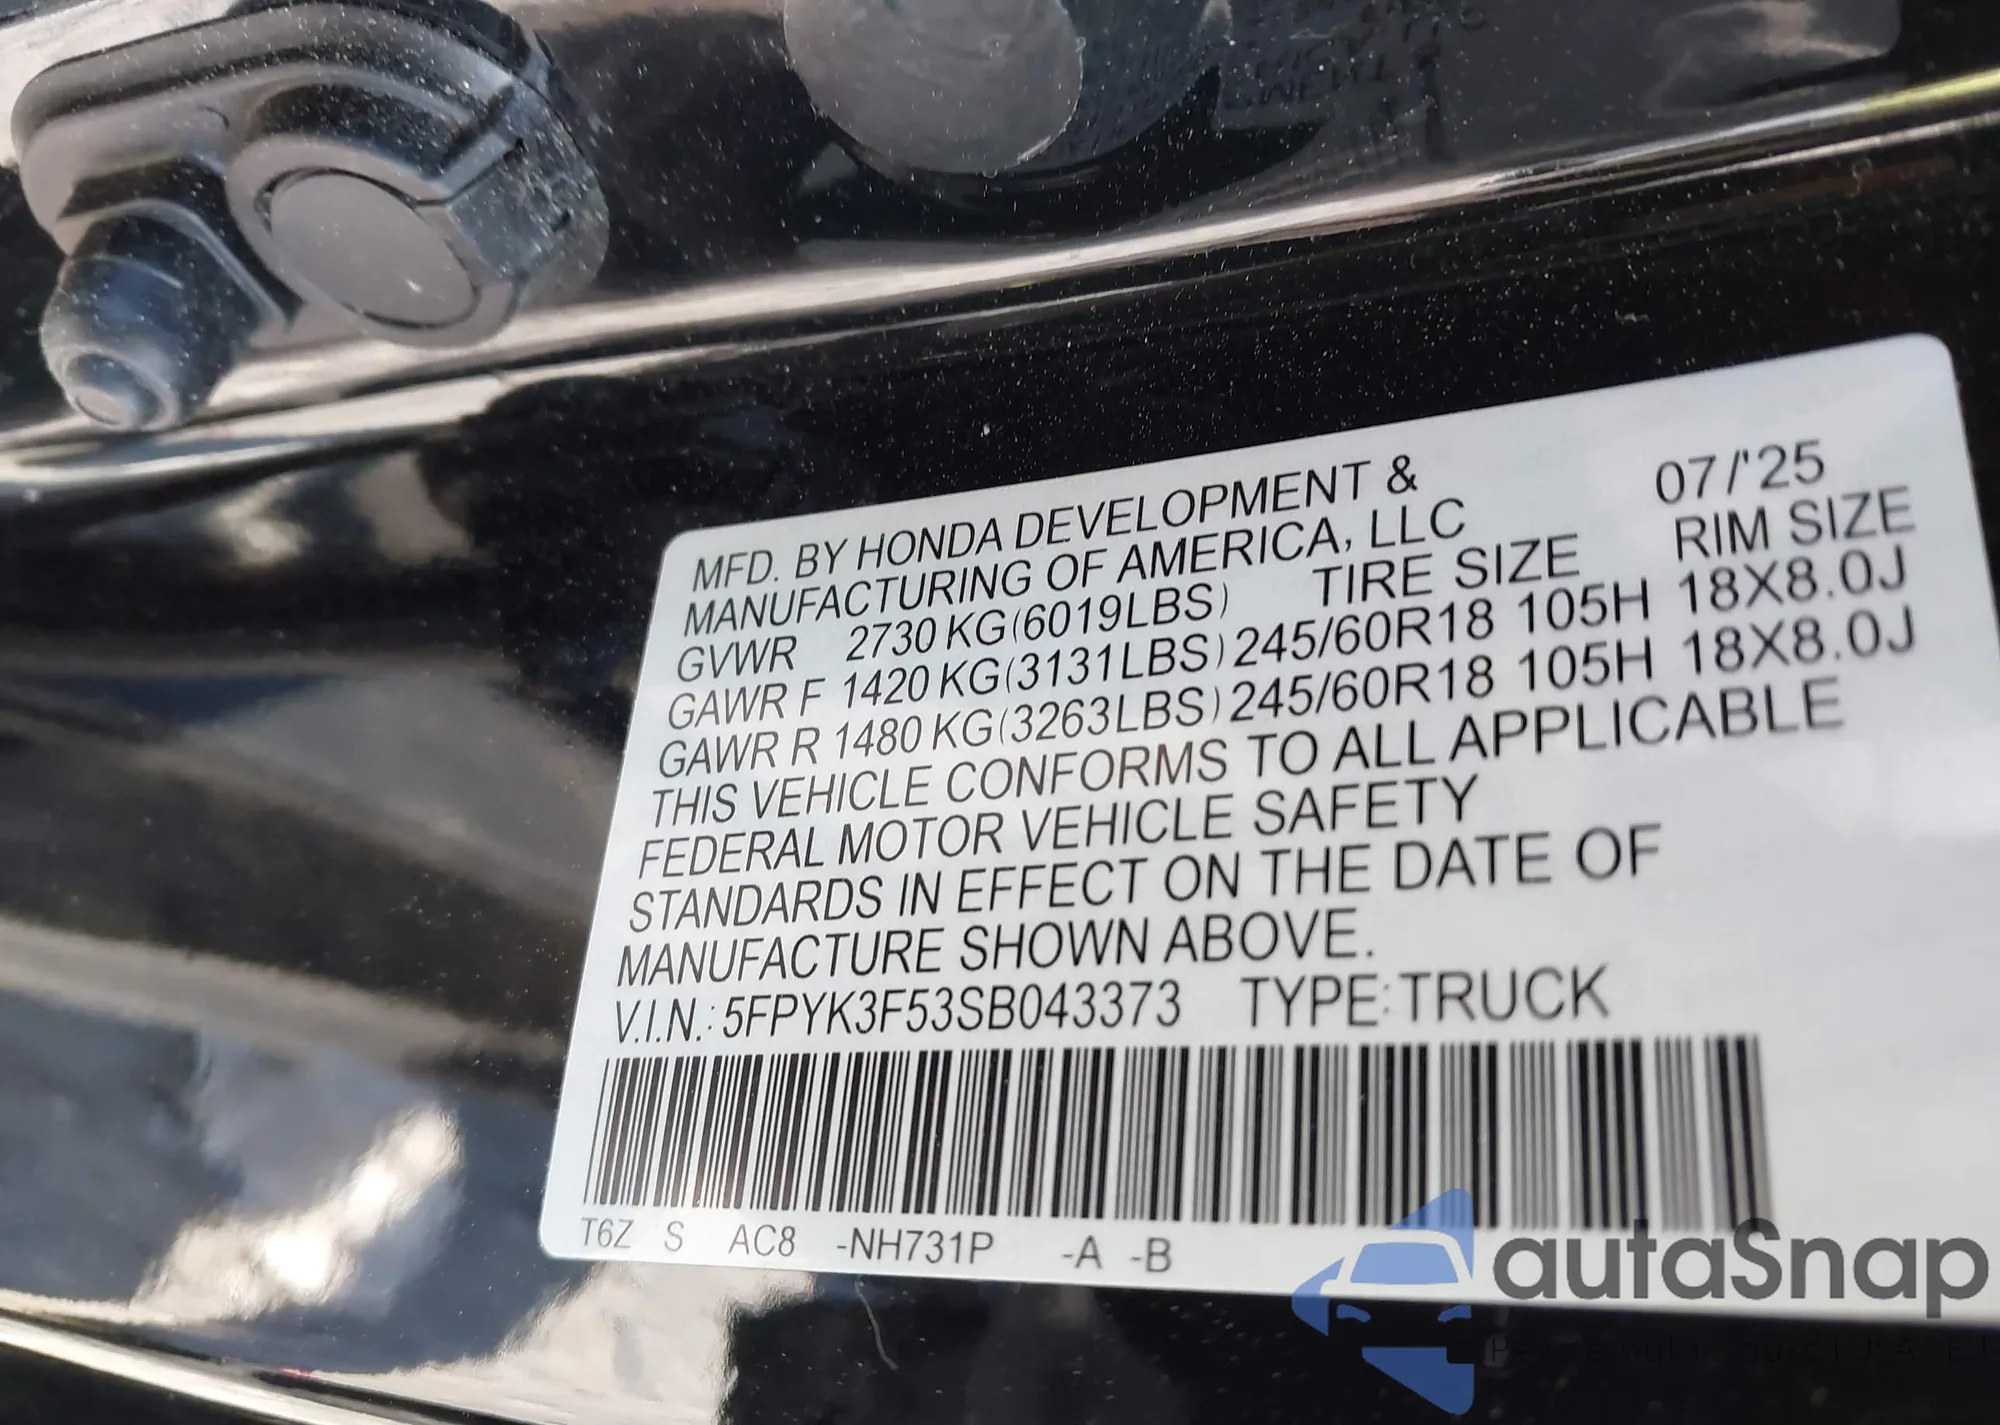 MFD. BY HONDA DEVELOPMENT &
MANUFACTURING OF AMERICA, LLC 07/'25
GVWR 2730 KG(6019LBS) TIRE SIZE RIM SIZE
GAWR F 1420 KG(3131LBS) 245/60R18 105H 18X8.0J
GAWR R 1480 KG(3263LBS) 245/60R18 105H 18X8.0J
THIS VEHICLE CONFORMS TO ALL APPLICABLE
FEDERAL MOTOR VEHICLE SAFETY
STANDARDS IN EFFECT ON THE DATE OF
MANUFACTURE SHOWN ABOVE.
V.I.N.: 5FPYK3F53SB043373 TYPE: TRUCK
T6Z S AC8 -NH731P -A -B
autaSnap